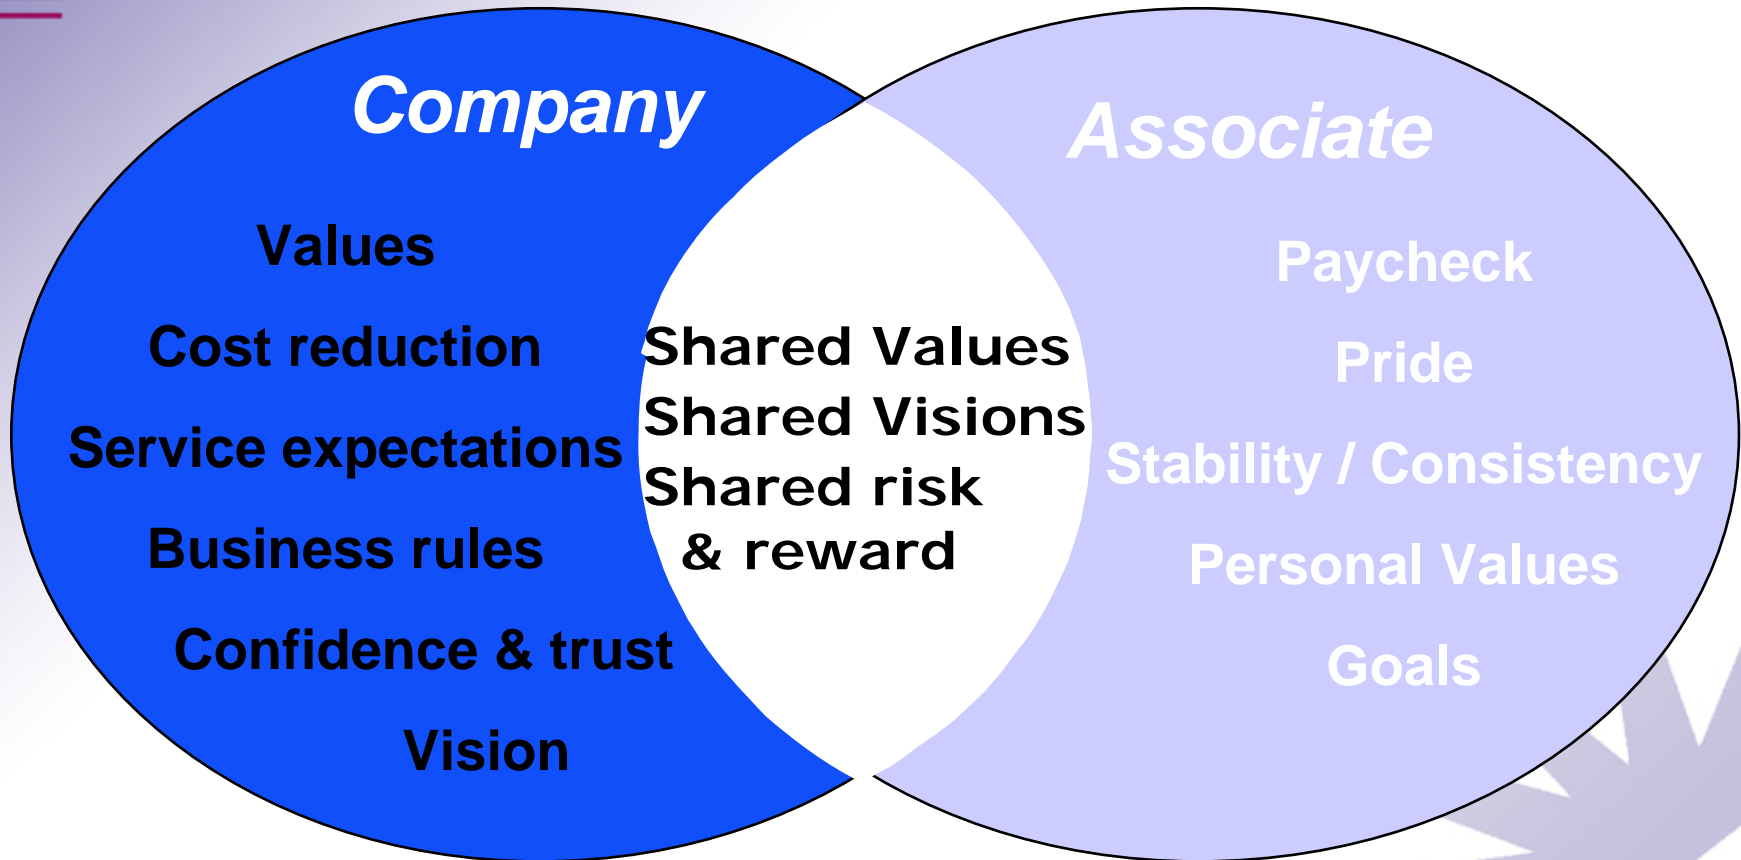 Company
Values
Cost reduction
Service expectations
Business rules
Confidence & trust
Vision
Shared Values
Shared Visions
Shared risk
& reward
Associate
Paycheck
Pride
Stability / Consistency
Personal Values
Goals